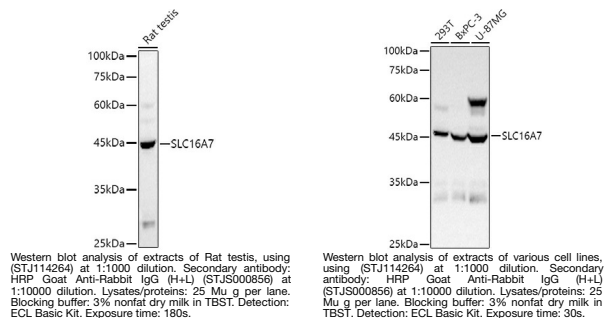 Rat testis
100kDa
75kDa
60kDa
45kDa
SLC16A7
35kDa
25kDa
Western blot analysis of extracts of Rat testis, using
(STJ114264) at 1:1000 dilution. Secondary antibody:
HRP Goat Anti-Rabbit IgG (H+L) (STJS000856) at
1:10000 dilution. Lysates/proteins: 25 Mu g per lane.
Blocking buffer: 3% nonfat dry milk in TBST. Detection:
ECL Basic Kit. Exposure time: 180s.
293T
BxPC-3
U-87MG
100kDa
75kDa
60kDa
45kDa
SLC16A7
35kDa
25kDa
Western blot analysis of extracts of various cell lines,
using (STJ114264) at 1:1000 dilution. Secondary
antibody: HRP Goat Anti-Rabbit IgG (H+L)
(STJS000856) at 1:10000 dilution. Lysates/proteins: 25
Mu g per lane. Blocking buffer: 3% nonfat dry milk in
TBST. Detection: ECL Basic Kit. Exposure time: 30s.